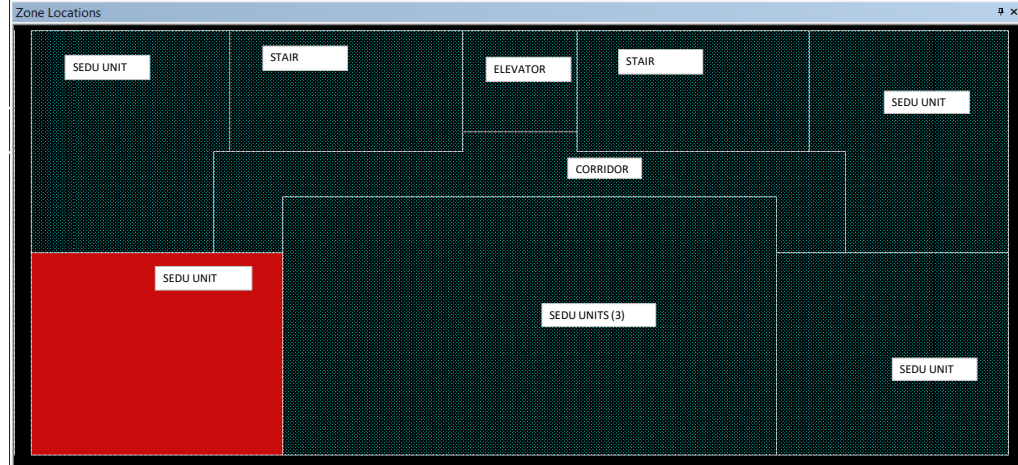 Zone Locations
SEDU UNIT
STAIR
ELEVATOR
STAIR
SEDU UNIT
CORRIDOR
SEDU UNIT
SEDU UNITS (3)
SEDU UNIT